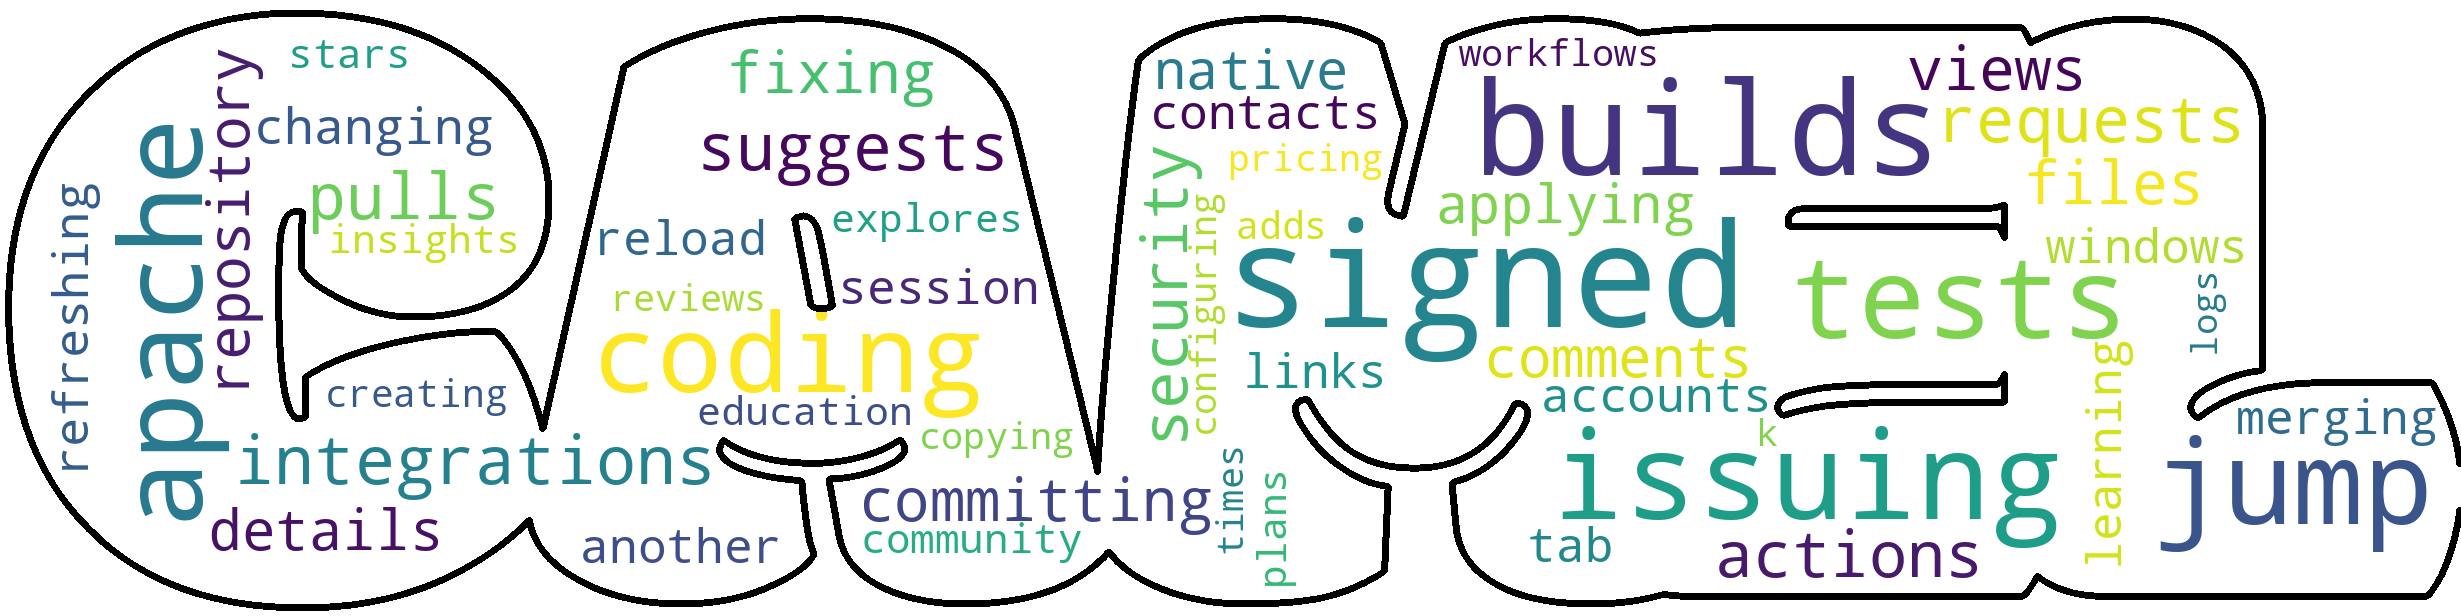 stars
changing
pulls
insights
repository
apache
refreshing
creating
integrations
details
fixing
suggests
explores
reload
session
reviews
coding
education
copying
committing
community
another
native
contacts
pricing
security
configuring
adds
signed
links
times
plans
workflows
builds
views
requests
files
applying
windows
tests
logs
comments
accounts
k
learning
issuing
tab
actions
merging
jump